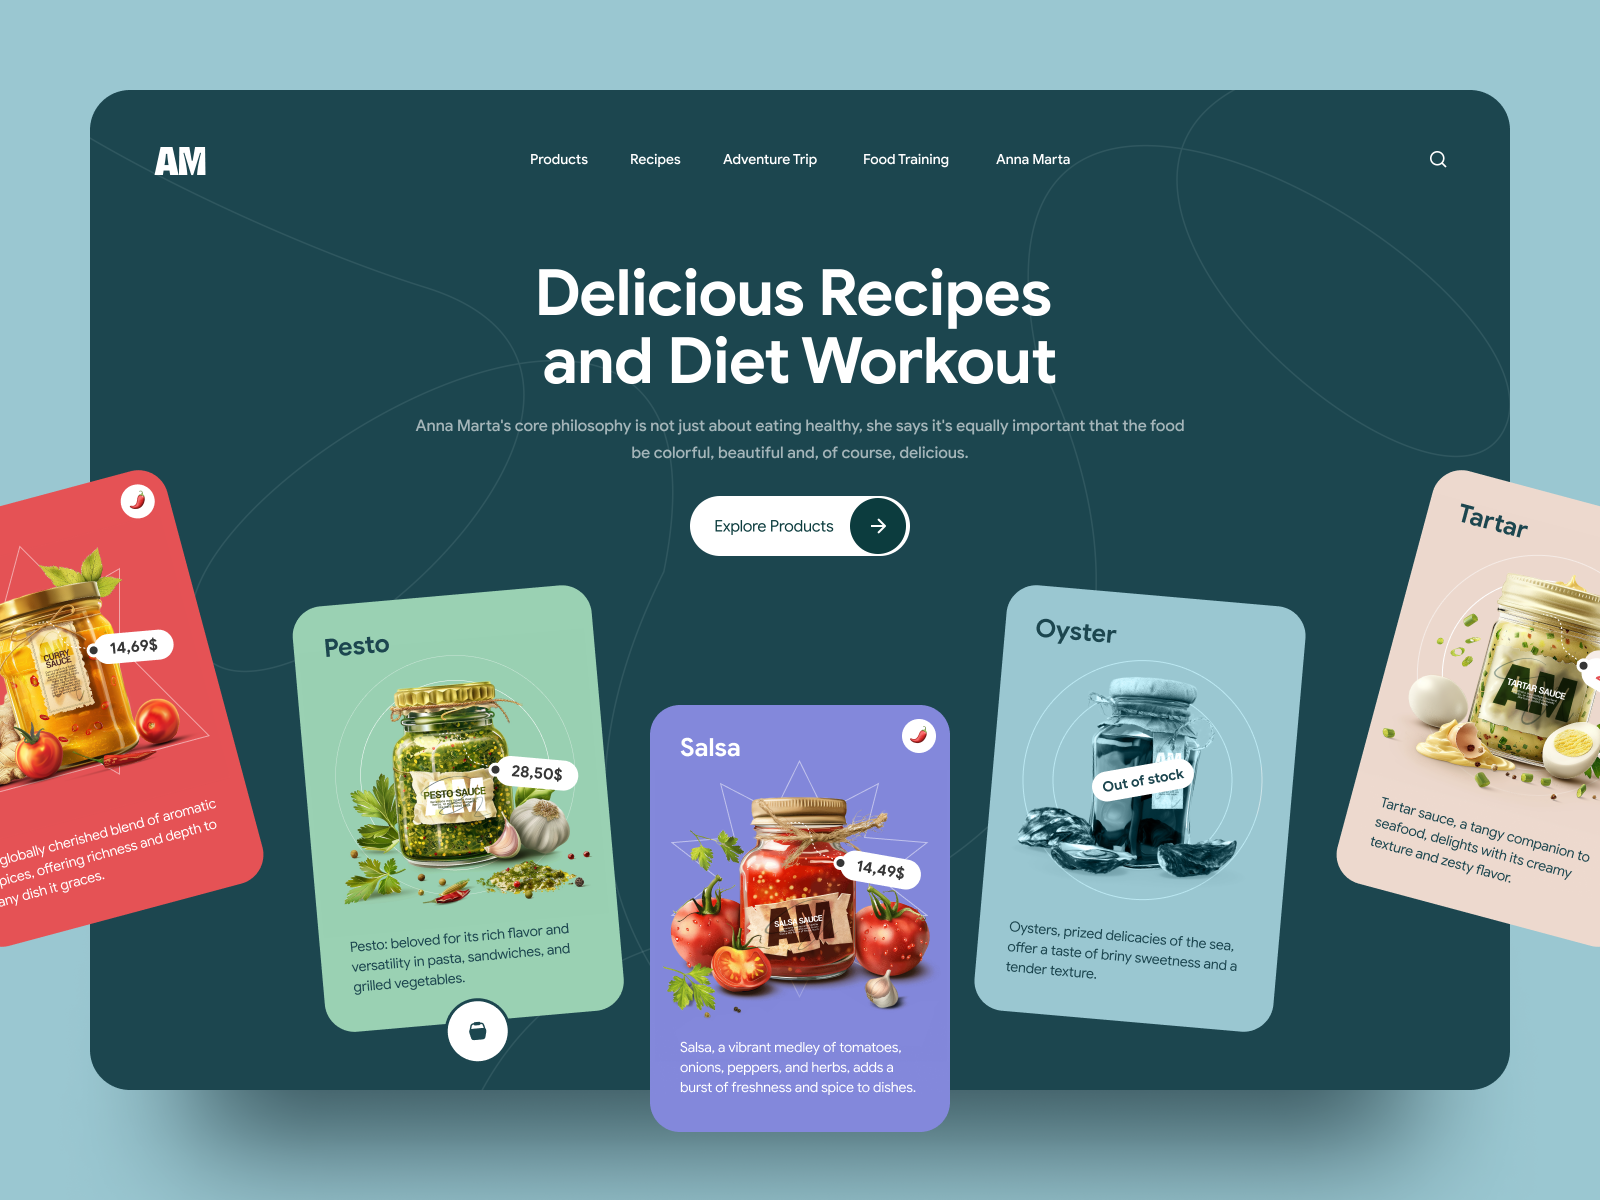 AM
Products
Recipes
Adventure Trip
Food Training
Anna Marta
Delicious Recipes
and Diet Workout
Anna Marta's core philosophy is not just about eating healthy, she says it's equally important that the food
be colorful, beautiful and, of course, delicious.
Explore Products
CURRY
SAUCE
14,69$
globally cherished blend of aromatic
pices, offering richness and depth to
any dish it graces.
Pesto
PESTO SAUCE
28,50$
Pesto: beloved for its rich flavor and
versatility in pasta, sandwiches, and
grilled vegetables.
Salsa
14,49$
SALSA SAUCE
AM
Salsa, a vibrant medley of tomatoes,
onions, peppers, and herbs, adds a
burst of freshness and spice to dishes.
Oyster
Out of stock
Oysters, prized delicacies of the sea,
offer a taste of briny sweetness and a
tender texture.
Tartar
TARTAR SAUCE
AM
Tartar sauce, a tangy companion to
seafood, delights with its creamy
texture and zesty flavor.